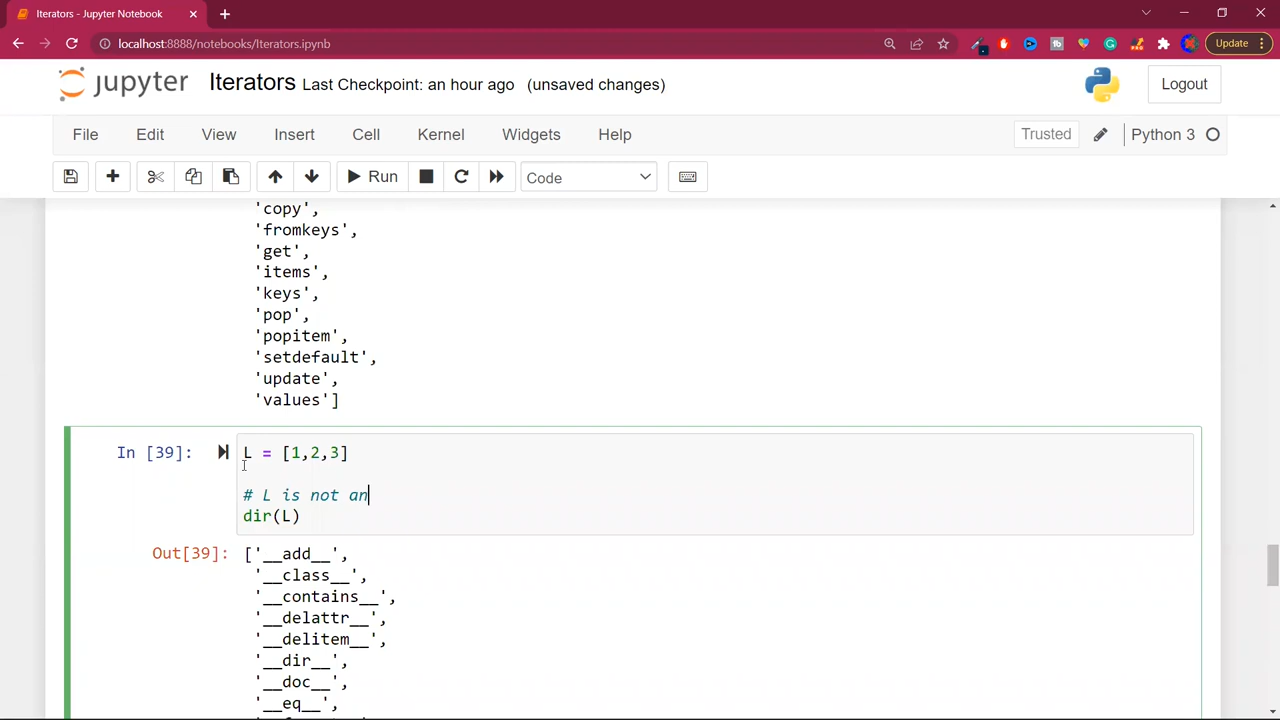 Iterators - Jupyter Notebook
localhost:8888/notebooks/Iterators.ipynb
Update
jupyter Iterators Last Checkpoint: an hour ago (unsaved changes)
Logout
File Edit View Insert Cell Kernel Widgets Help Trusted Python 3
Run Code
'copy',
'fromkeys',
'get',
'items',
'keys',
'pop',
'popitem',
'setdefault',
'update',
'values']
In [39]: L = [1,2,3]
# L is not an
dir(L)
Out[39]: ['__add__',
'__class__',
'__contains__',
'__delattr__',
'__delitem__',
'__dir__',
'__doc__',
'__eq__',